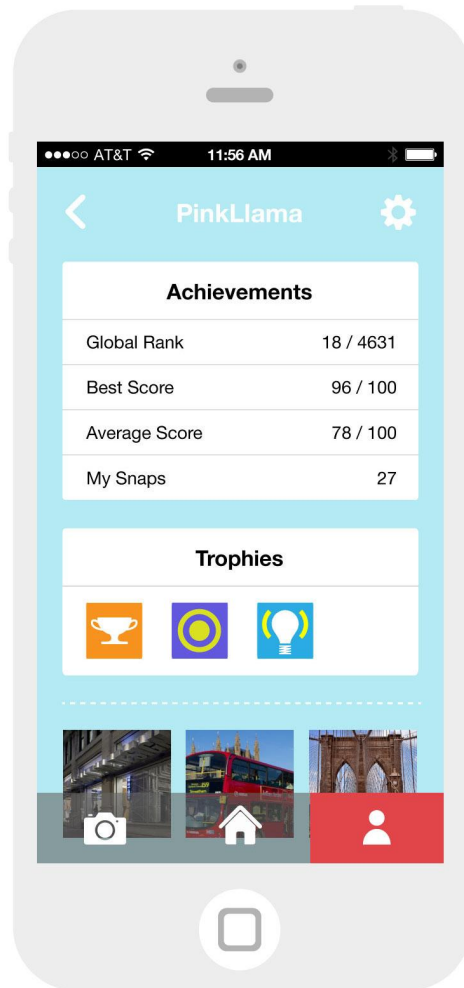 AT&T 11:56 AM
PinkLlama
Achievements
Global Rank 18 / 4631
Best Score 96 / 100
Average Score 78 / 100
My Snaps 27
Trophies